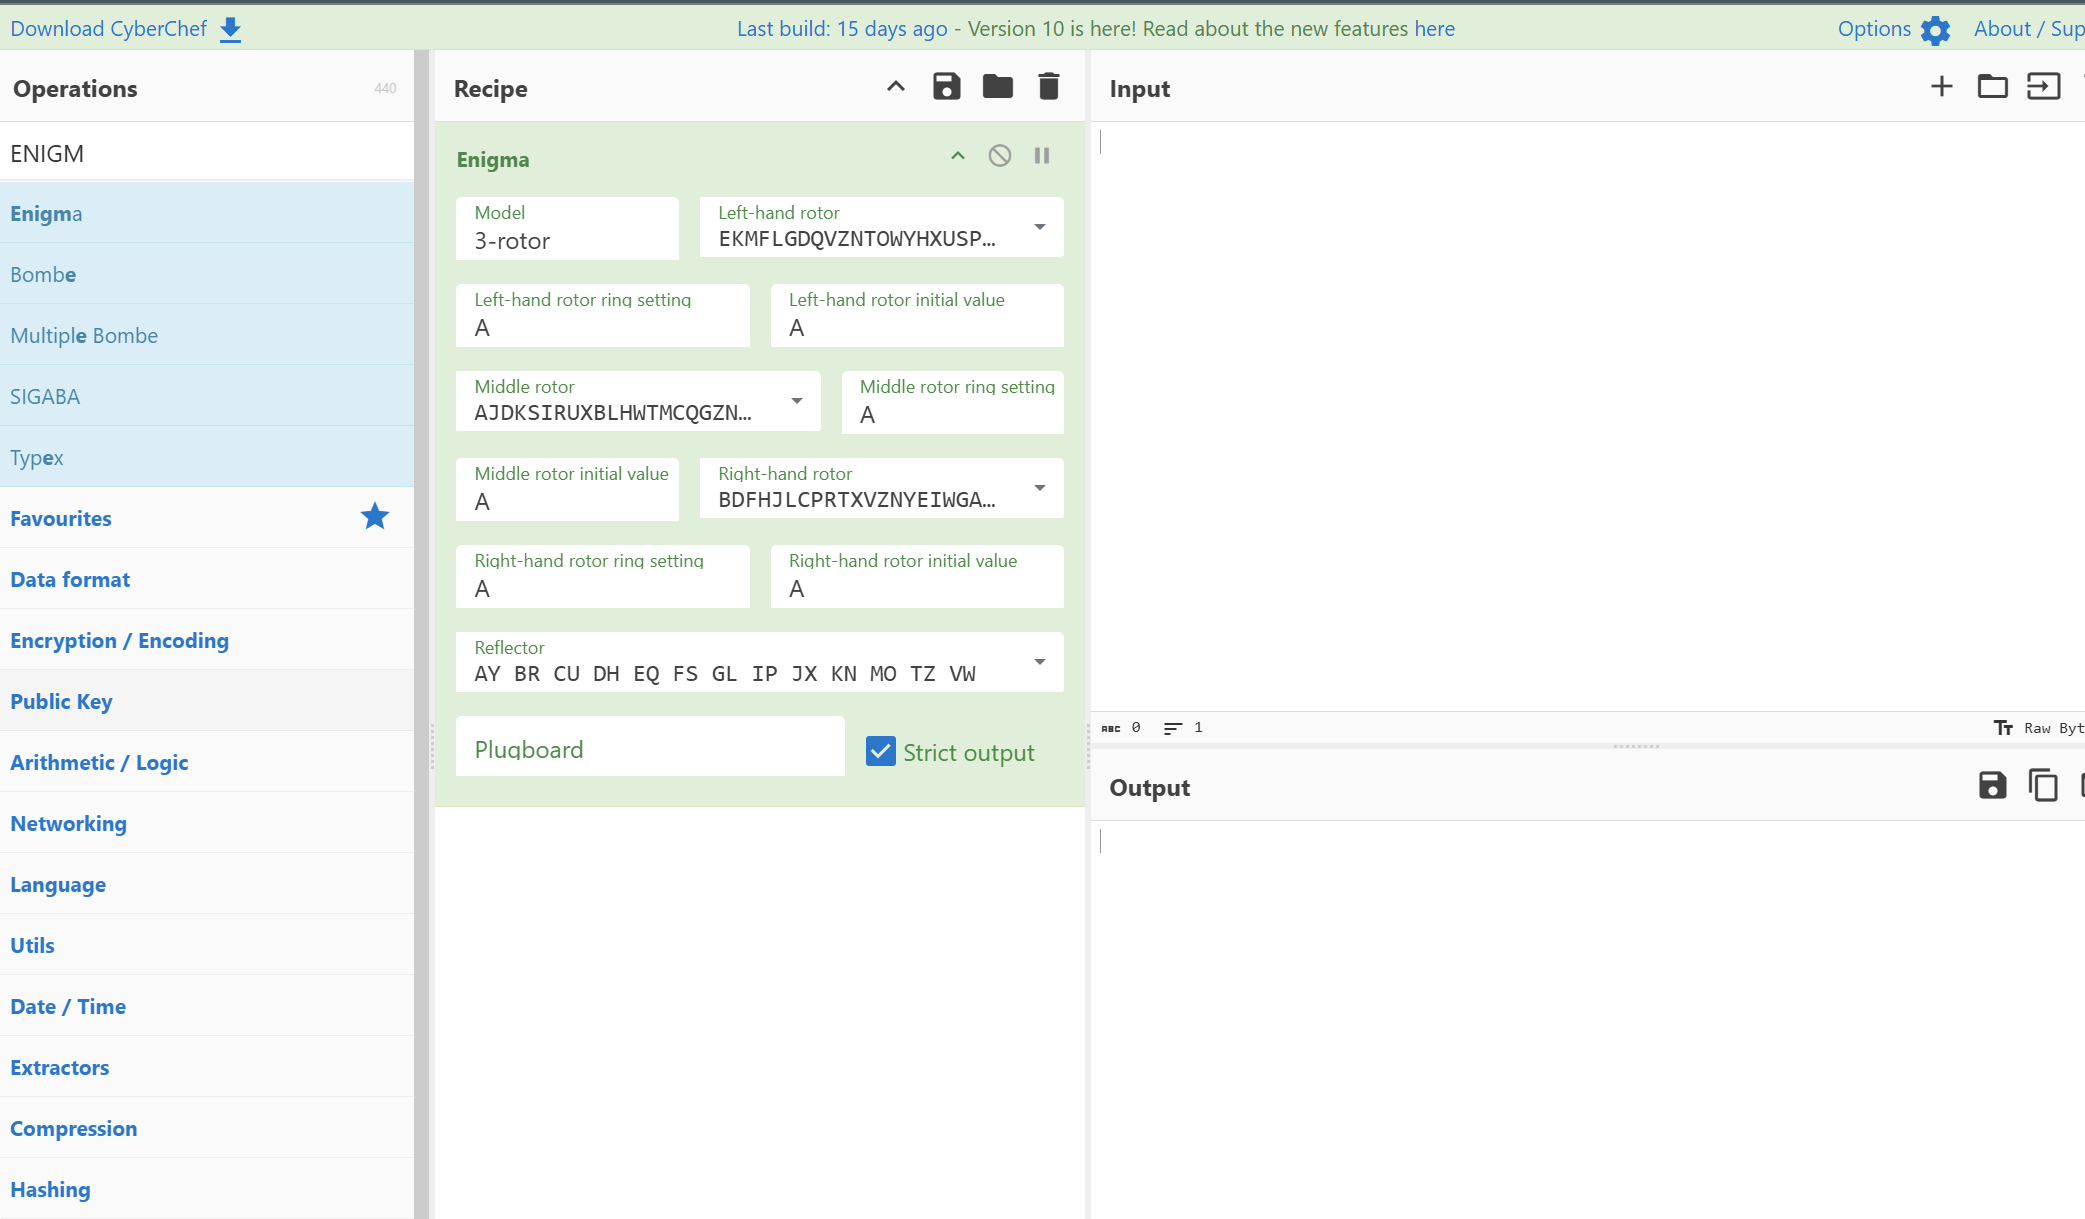 Download CyberChef
Last build: 15 days ago - Version 10 is here! Read about the new features here
Options
About / Sup
Operations
440
ENIGM
Enigma
Bombe
Multiple Bombe
SIGABA
Typex
Favourites
Data format
Encryption / Encoding
Public Key
Arithmetic / Logic
Networking
Language
Utils
Date / Time
Extractors
Compression
Hashing
Recipe
Enigma
Model
3-rotor
Left-hand rotor
EKMFLGDQVZNTOWYHXUSP...
Left-hand rotor ring setting
A
Left-hand rotor initial value
A
Middle rotor
AJDKSIRUXBLHWTMCQGZN...
Middle rotor ring setting
A
Middle rotor initial value
A
Right-hand rotor
BDFHJLCPRTXVZNYEIWGA...
Right-hand rotor ring setting
A
Right-hand rotor initial value
A
Reflector
AY BR CU DH EQ FS GL IP JX KN MO TZ VW
Plugboard
Strict output
Input
ABC 0
1
Tt Raw Byt
Output